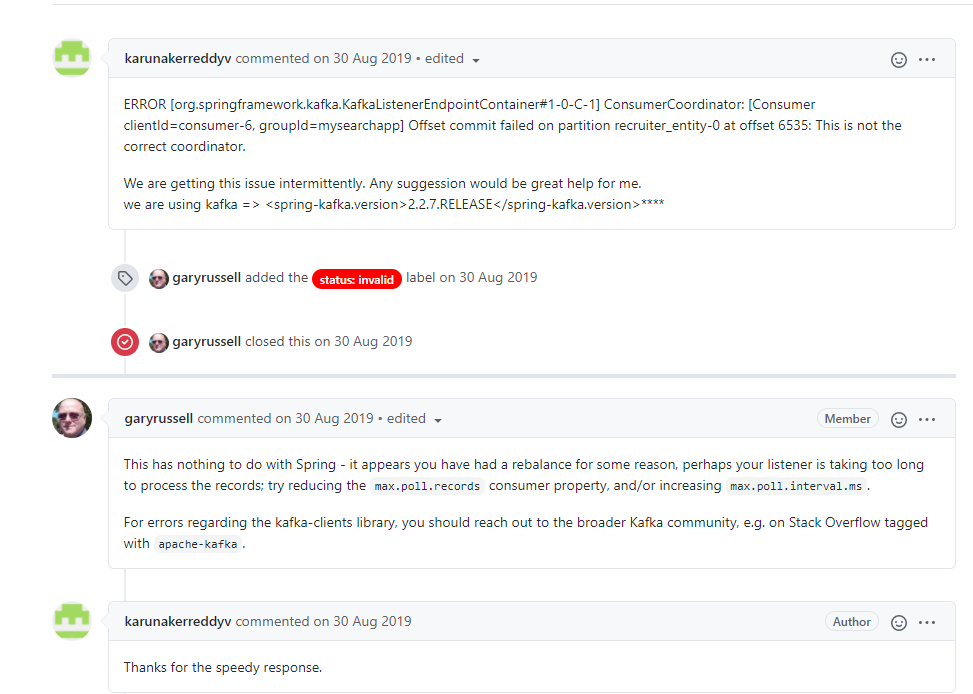 karunakerreddyv commented on 30 Aug 2019 • edited
ERROR [org.springframework.kafka.KafkaListenerEndpointContainer#1-0-C-1] ConsumerCoordinator: [Consumer
clientId=consumer-6, groupId=mysearchapp] Offset commit failed on partition recruiter_entity-0 at offset 6535: This is not the
correct coordinator.
We are getting this issue intermittently. Any suggession would be great help for me.
we are using kafka => <spring-kafka.version>2.2.7.RELEASE</spring-kafka.version>****
garyrussell added the status: invalid label on 30 Aug 2019
garyrussell closed this on 30 Aug 2019
garyrussell commented on 30 Aug 2019 • edited Member
This has nothing to do with Spring - it appears you have had a rebalance for some reason, perhaps your listener is taking too long
to process the records; try reducing the max.poll.records consumer property, and/or increasing max.poll.interval.ms.
For errors regarding the kafka-clients library, you should reach out to the broader Kafka community, e.g. on Stack Overflow tagged
with apache-kafka.
karunakerreddyv commented on 30 Aug 2019 Author
Thanks for the speedy response.